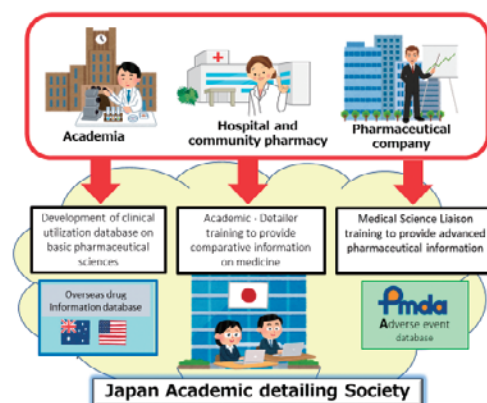 Academia
Hospital and
community pharmacy
Pharmaceutical
company
Development of clinical
utilization database on
basic pharmaceutical
sciences
Academic · Detailer
training to provide
comparative information
on medicine
Medical Science Liaison
training to provide advanced
pharmaceutical information
Overseas drug
Information database
Pmda
Adverse event
database
Japan Academic detailing Society